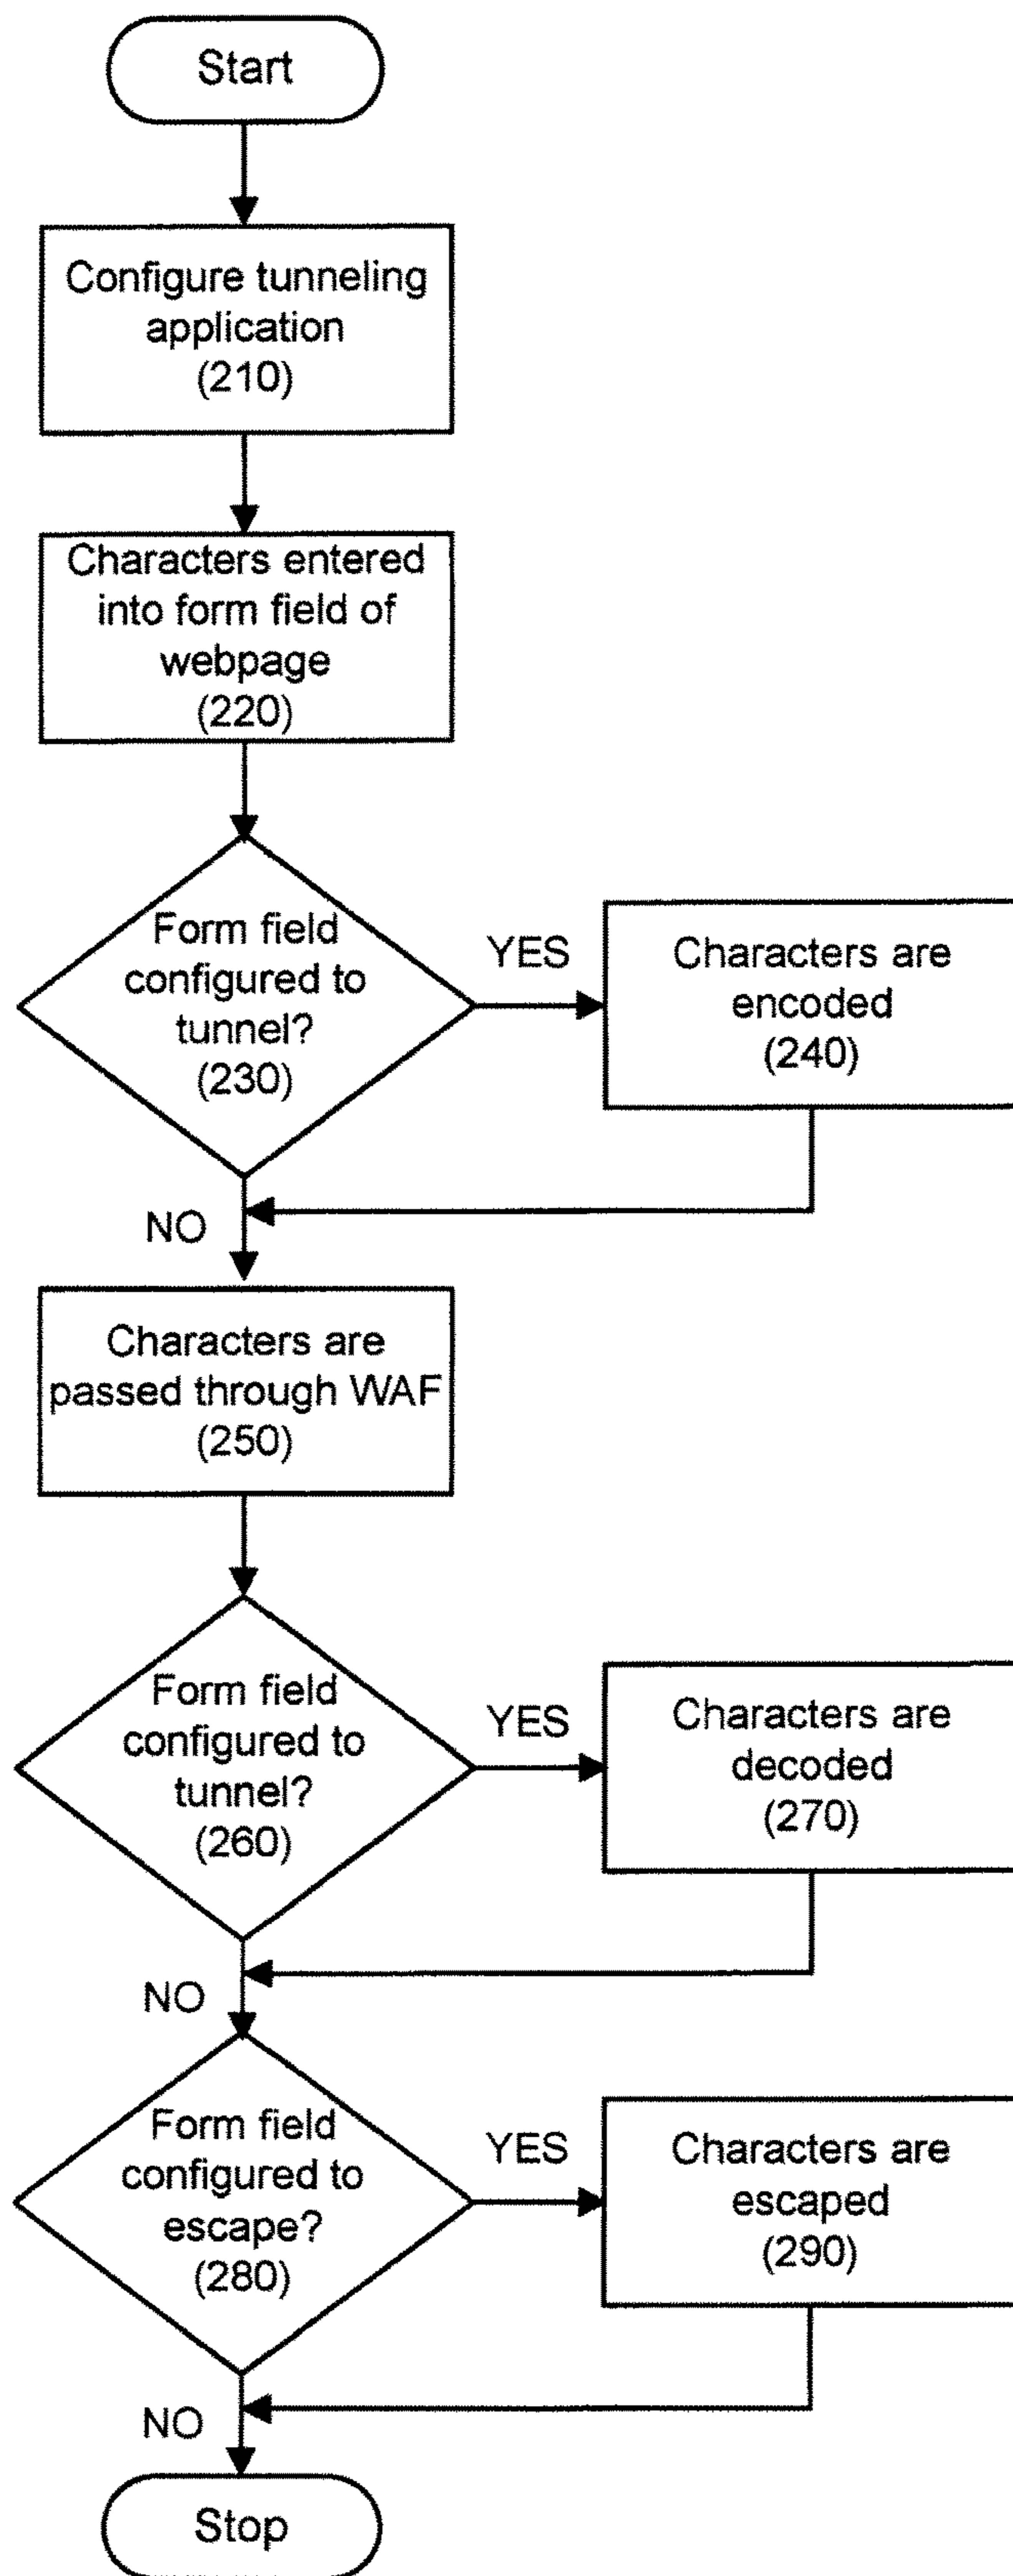 Start
Configure tunneling
application
(210)
Characters entered
into form field of
webpage
(220)
Form field
configured to
tunnel?
(230)
YES
Characters are
encoded
(240)
NO
Characters are
passed through WAF
(250)
Form field
configured to
tunnel?
(260)
YES
Characters are
decoded
(270)
NO
Form field
configured to
escape?
(280)
YES
Characters are
escaped
(290)
NO
Stop